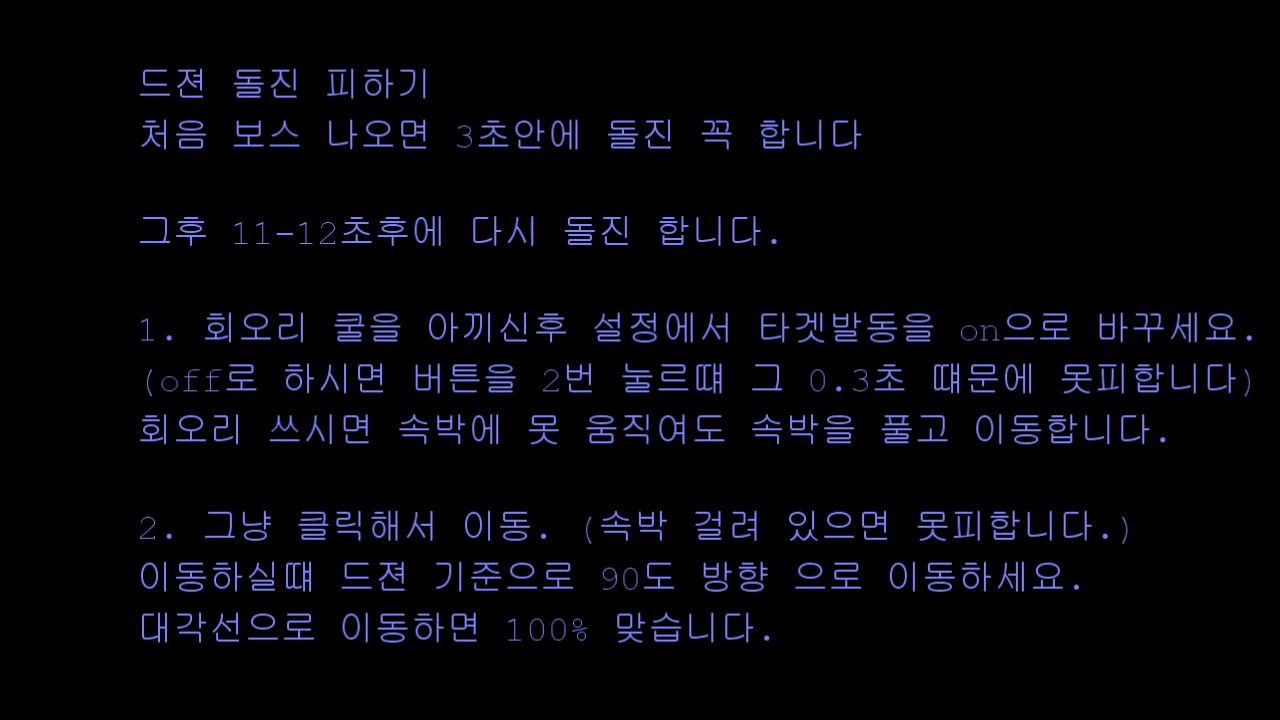 드젼 돌진 피하기
처음 보스 나오면 3초안에 돌진 꼭 합니다
그후 11-12초후에 다시 돌진 합니다.
1. 회오리 쿨을 아끼신후 설정에서 타겟발동을 on으로 바꾸세요.
(off로 하시면 버튼을 2번 눌르떄 그 0.3초 떄문에 못피합니다)
회오리 쓰시면 속박에 못 움직여도 속박을 풀고 이동합니다.
2. 그냥 클릭해서 이동. (속박 걸려 있으면 못피합니다.)
이동하실떄 드젼 기준으로 90도 방향 으로 이동하세요.
대각선으로 이동하면 100% 맞습니다.